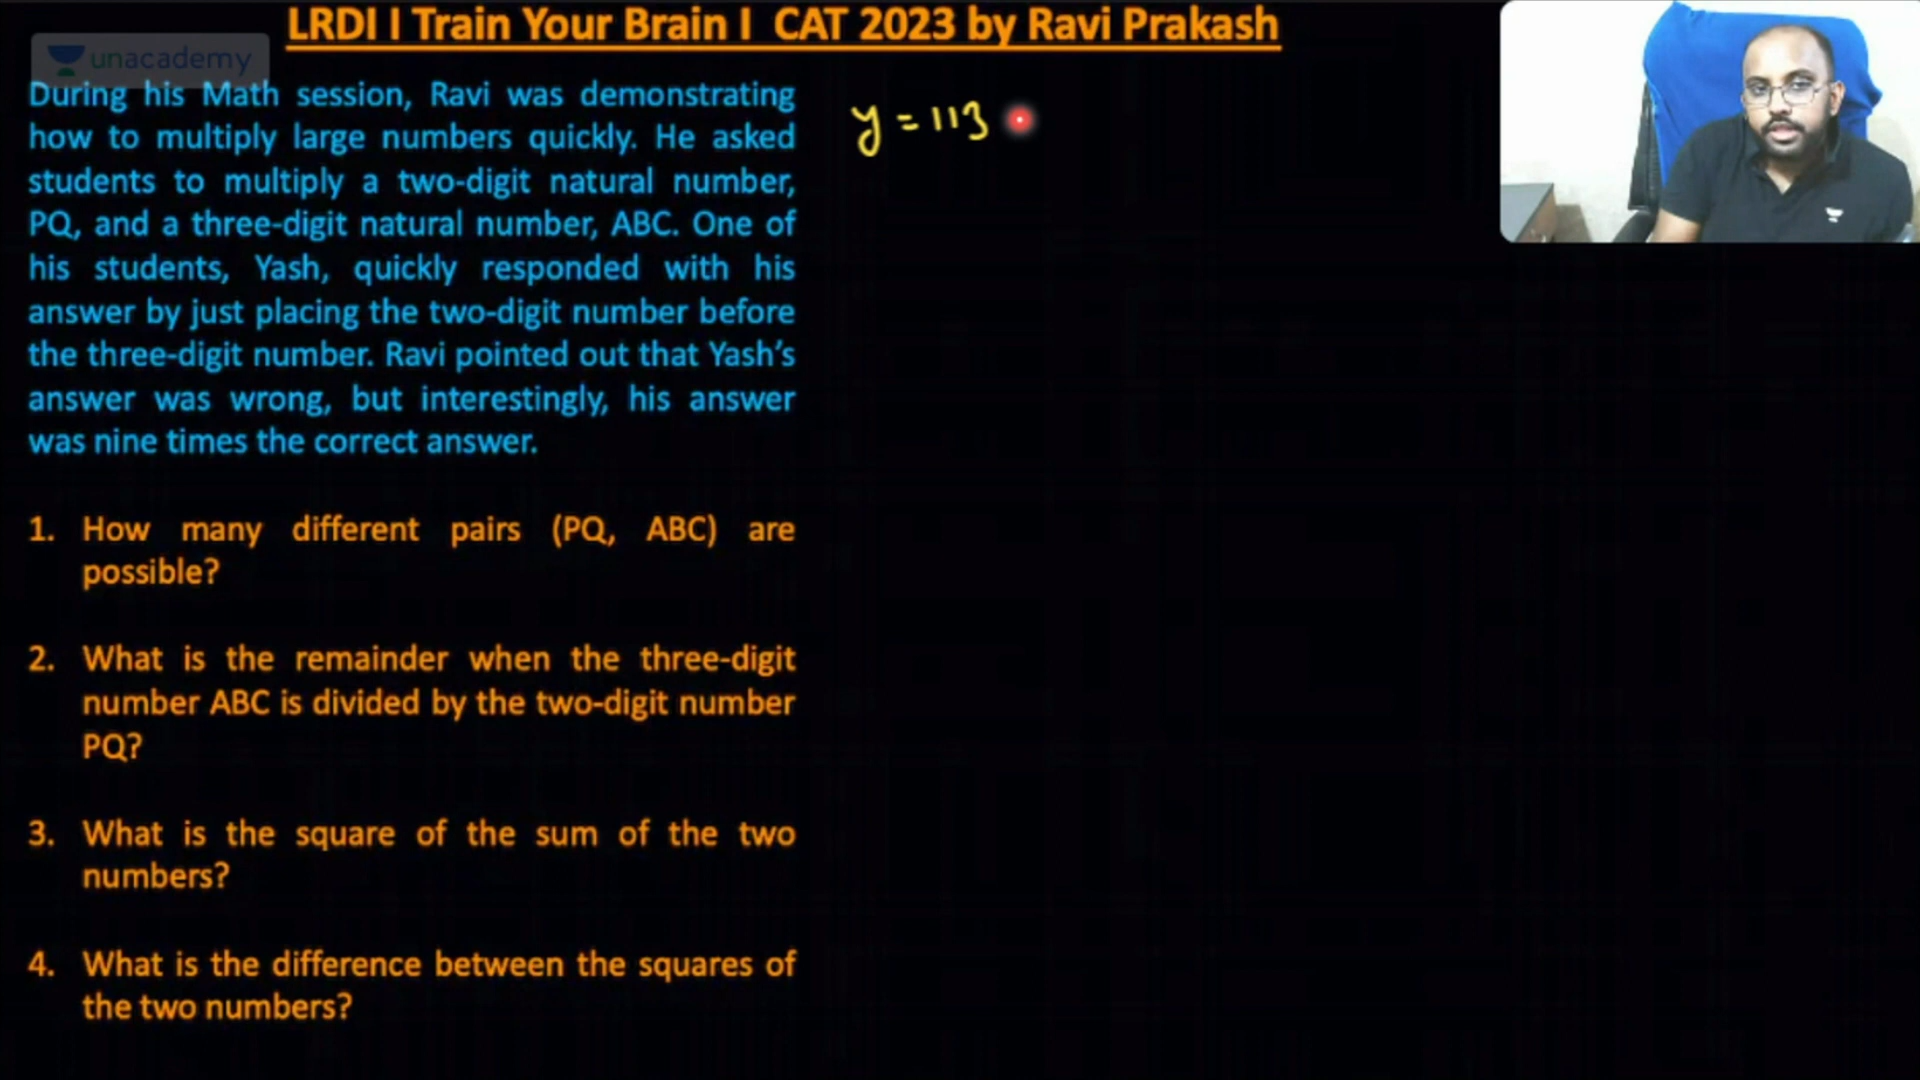 LRDI I Train Your Brain I CAT 2023 by Ravi Prakash
unacademy
During his Math session, Ravi was demonstrating
how to multiply large numbers quickly. He asked
students to multiply a two-digit natural number,
PQ, and a three-digit natural number, ABC. One of
his students, Yash, quickly responded with his
answer by just placing the two-digit number before
the three-digit number. Ravi pointed out that Yash's
answer was wrong, but interestingly, his answer
was nine times the correct answer.
y = 113
1. How many different pairs (PQ, ABC) are
possible?
2. What is the remainder when the three-digit
number ABC is divided by the two-digit number
PQ?
3. What is the square of the sum of the two
numbers?
4. What is the difference between the squares of
the two numbers?